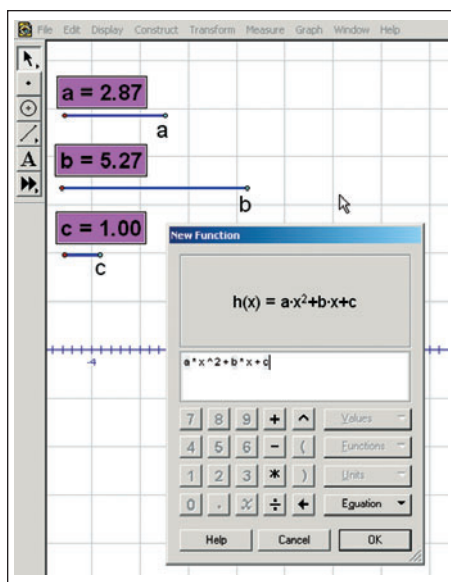 File Edit Display Construct Transform Measure Graph Window Help
A
a = 2.87
a
b = 5.27
b
c = 1.00
c
-4
New Function
h(x) = a·x²+b·x+c
a*x^2+b*x+c
7 8 9 + ^ Values
4 5 6 - ( Functions
1 2 3 * ) Units
0 . x ÷ ← Equation
Help Cancel OK